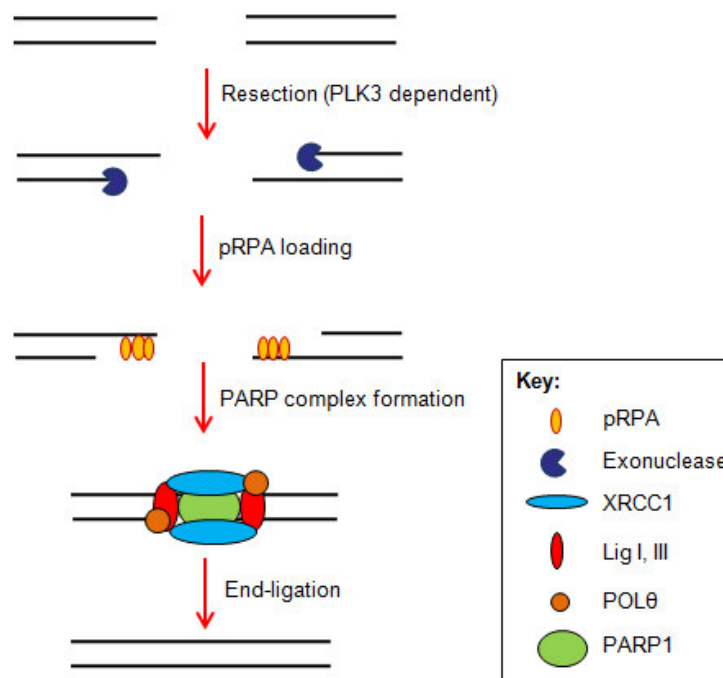 Resection (PLK3 dependent)
pRPA loading
PARP complex formation
End-ligation
Key:
pRPA
Exonuclease
XRCC1
Lig I, III
POLθ
PARP1